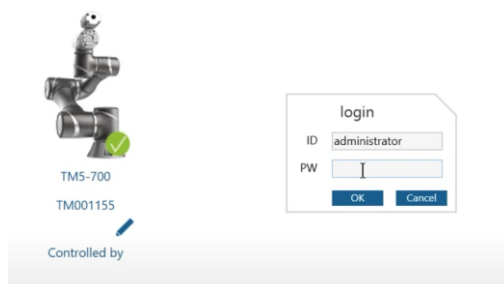 TM5-700
TM001155
Controlled by
login
ID administrator
PW
OK Cancel